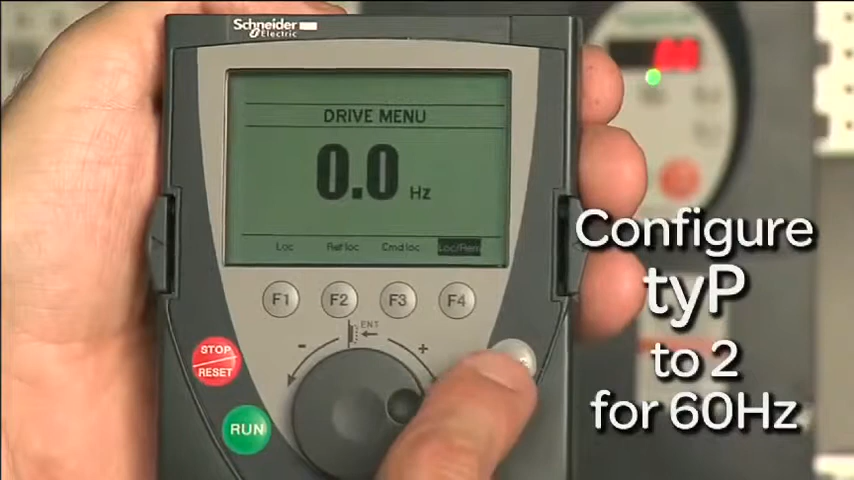 Schneider
Electric
DRIVE MENU
0.0 Hz
Loc
Ref loc
Cmd loc
Loc/Rem
F1
F2
F3
F4
ENT
- +
STOP
RESET
RUN
Configure
tyP
to 2
for 60Hz